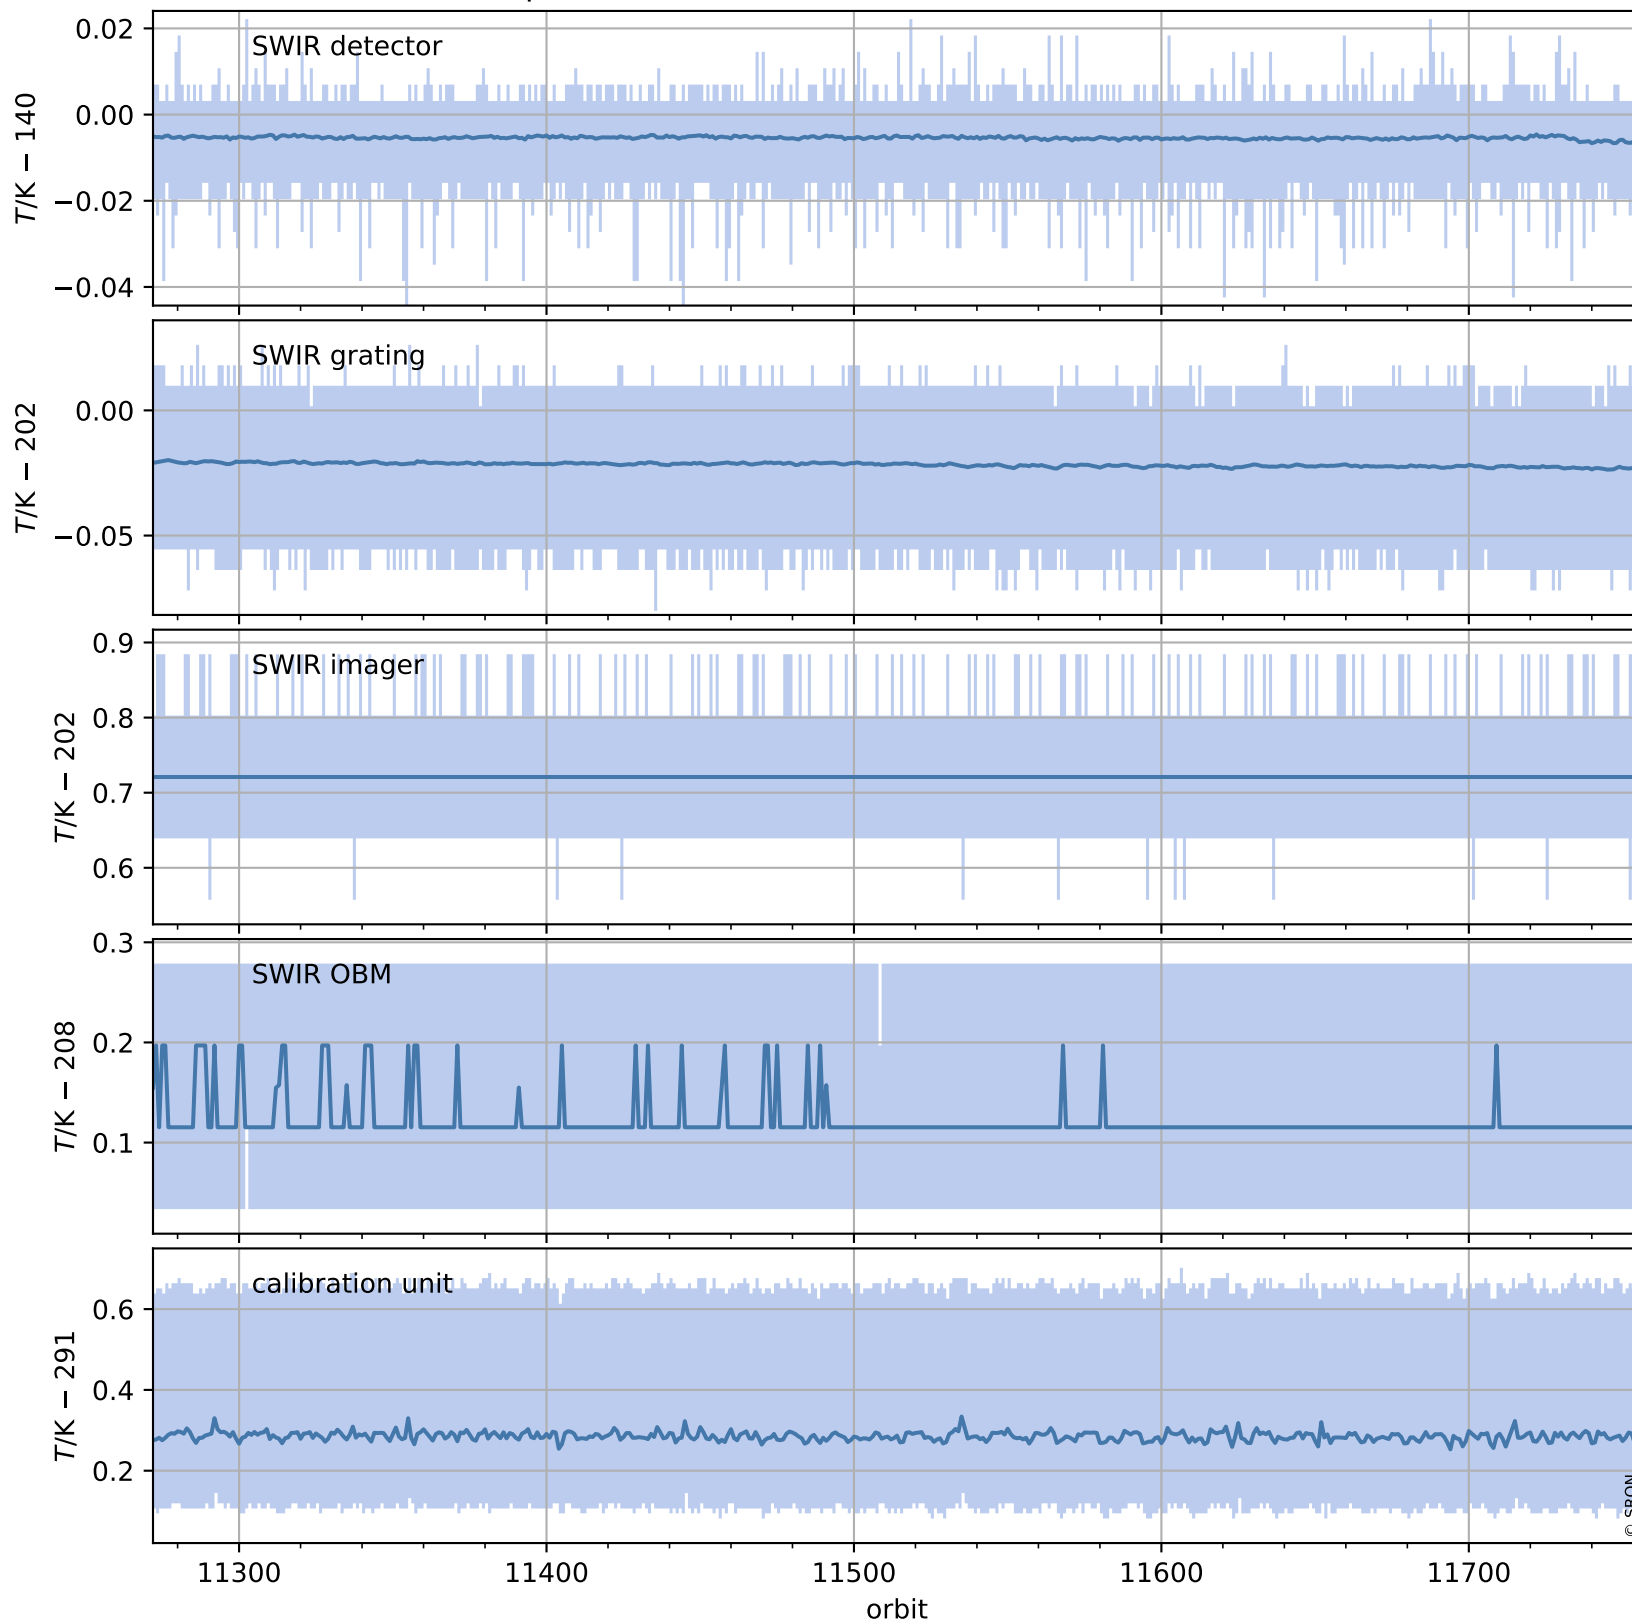 SWIR detector
0.02
0.00
−0.02
−0.04
T/K − 140
SWIR grating
0.00
−0.05
T/K − 202
SWIR imager
0.9
0.8
0.7
0.6
T/K − 202
SWIR OBM
0.3
0.2
0.1
T/K − 208
calibration unit
0.6
0.4
0.2
T/K − 291
© SRON
11300
11400
11500
11600
11700
orbit